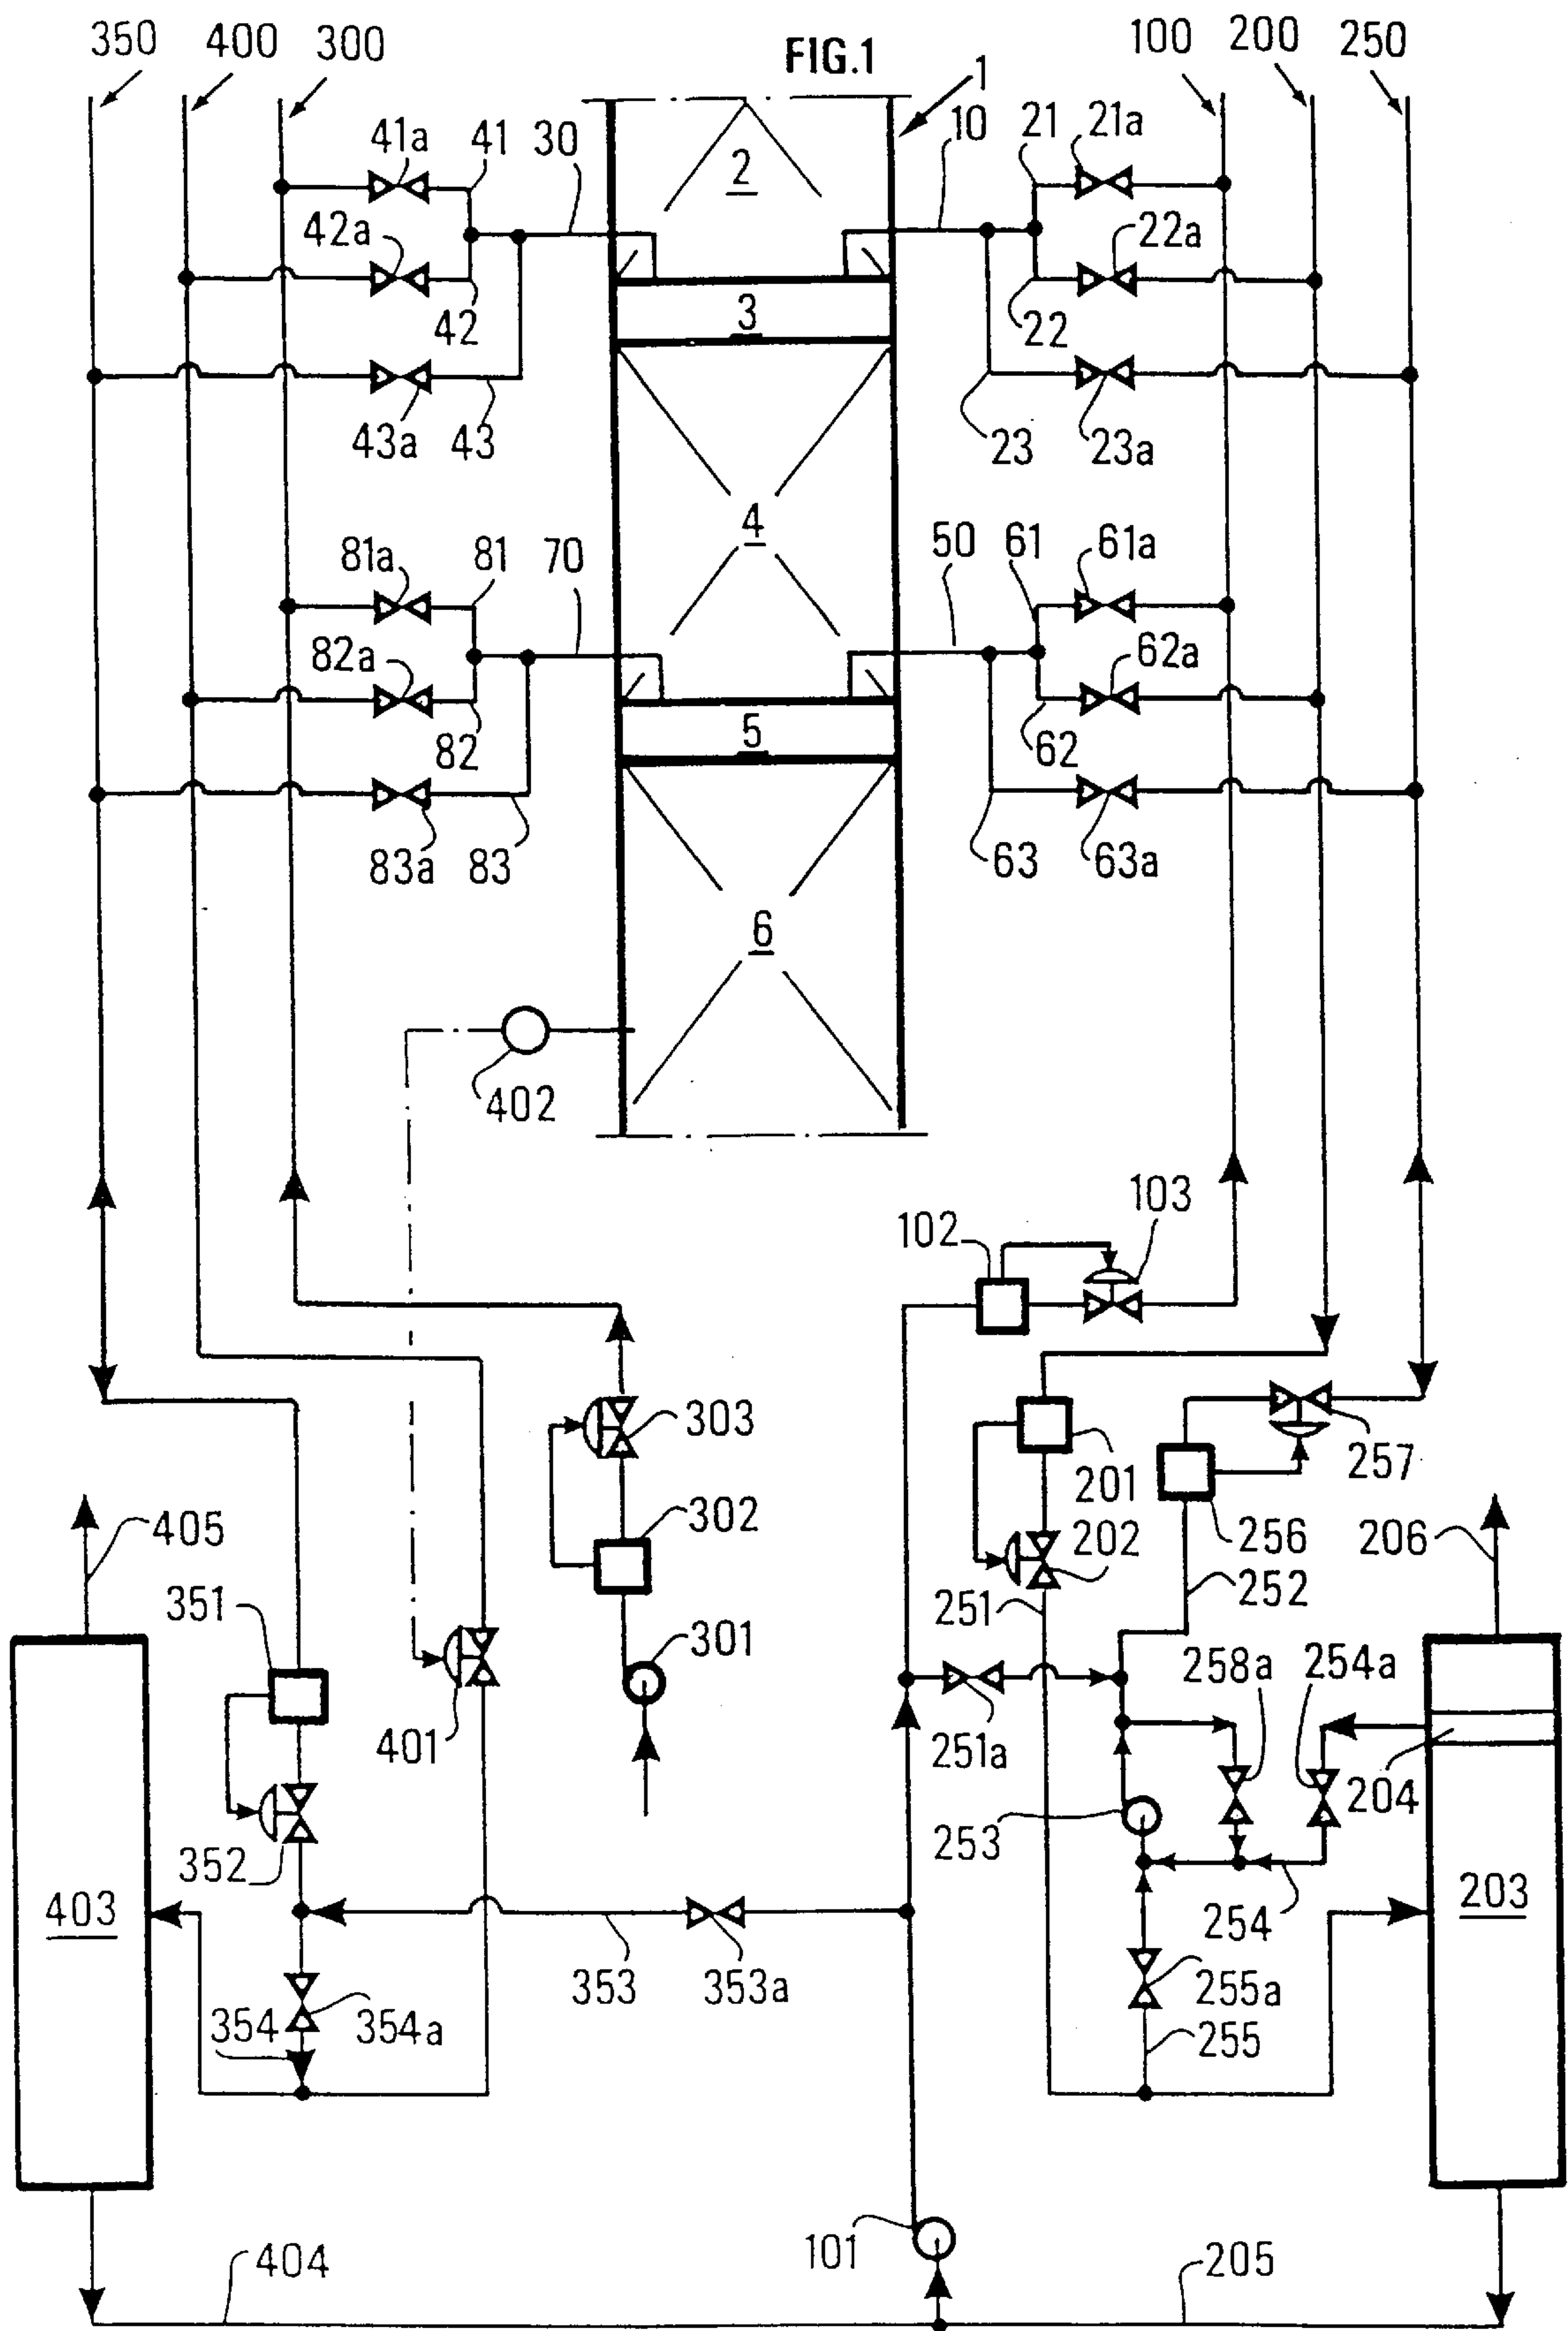 350 400 300 FIG.1 1 100 200 250
41a 41 30 2 10 21 21a
42a 22a
42 3 22
43a 43 23 23a
81a 81 70 4 50 61 61a
82a 62a
82 5 62
83a 83 63 63a
6
402
102 103
303 201 257
405 302 202 256 206
351 251 252
301 258a 254a
401 251a
352 253 204
403 203
353 353a 254
354 354a 255a
255
101
404 205